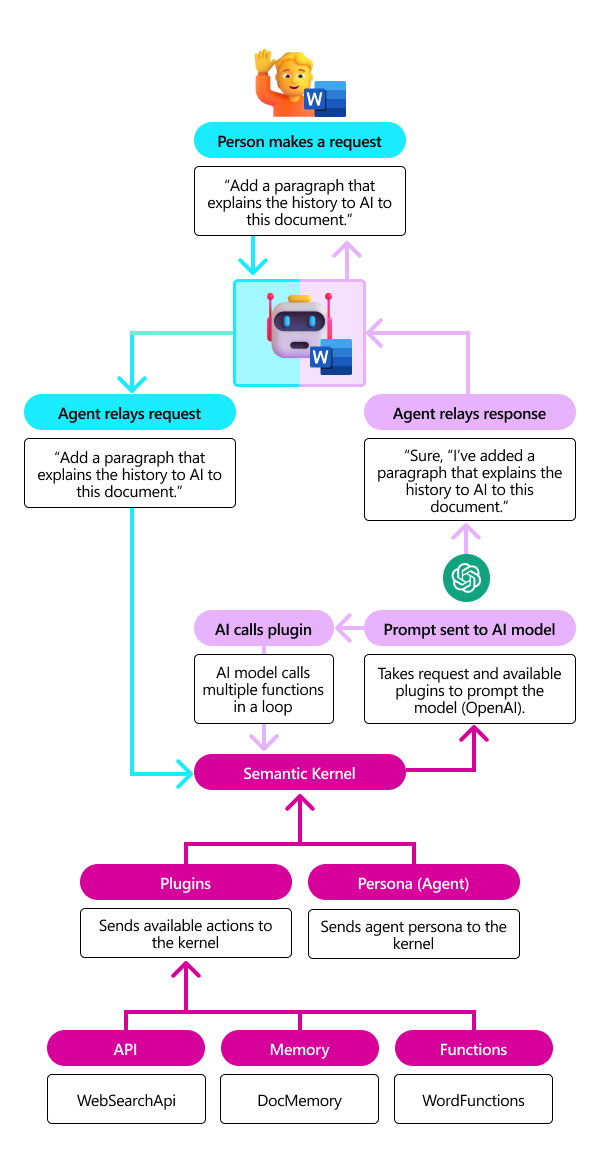 W
Person makes a request
“Add a paragraph that
explains the history to AI to
this document.”
W
Agent relays request
“Add a paragraph that
explains the history to AI to
this document.”
Agent relays response
“Sure, “I’ve added a
paragraph that explains the
history to AI to this
document.”
AI calls plugin
AI model calls
multiple functions
in a loop
Prompt sent to AI model
Takes request and available
plugins to prompt the
model (OpenAI).
Semantic Kernel
Plugins
Sends available actions to
the kernel
Persona (Agent)
Sends agent persona to the
kernel
API
WebSearchApi
Memory
DocMemory
Functions
WordFunctions